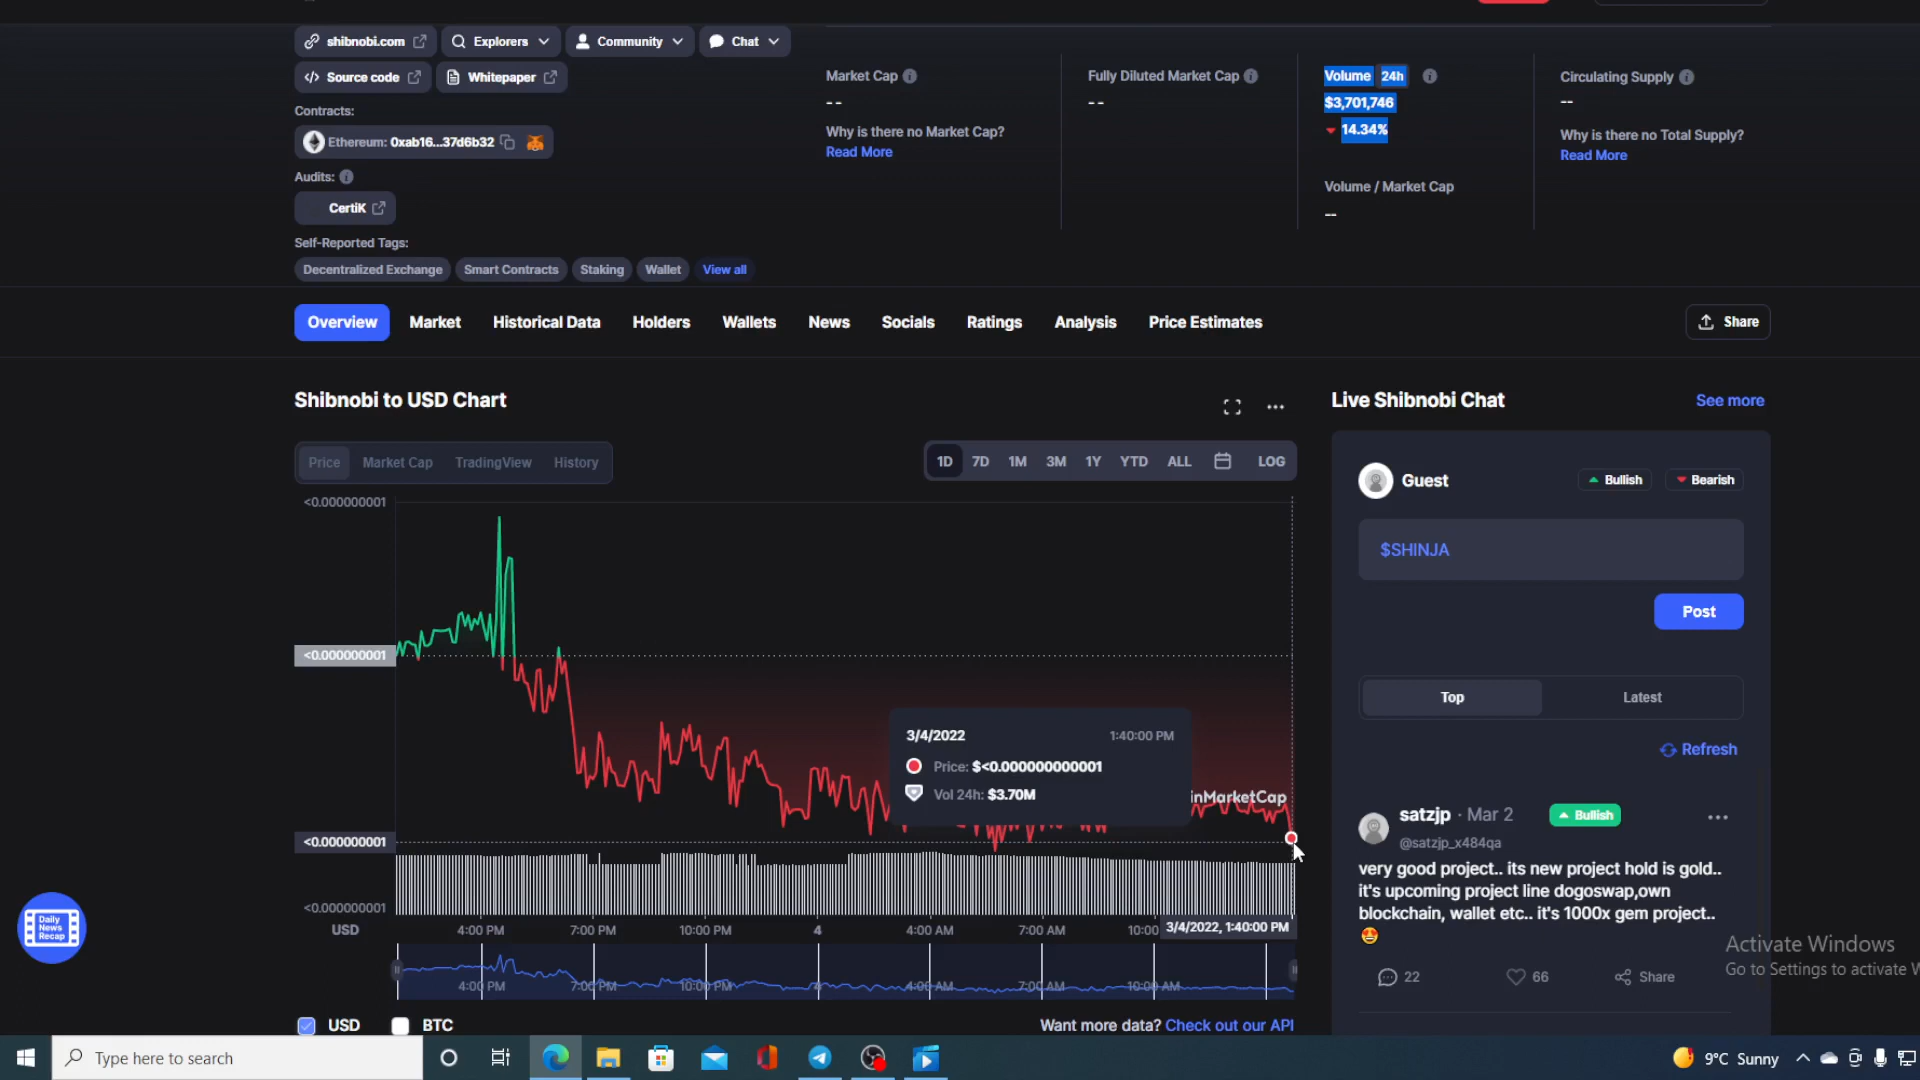 shibnobi.com
Explorers
Community
Chat
Source code
Whitepaper
Contracts:
Ethereum: 0xab16...37d6b32
Audits:
CertiK
Self-Reported Tags:
Decentralized Exchange
Smart Contracts
Staking
Wallet
View all
Market Cap
- -
Why is there no Market Cap?
Read More
Fully Diluted Market Cap
- -
Volume 24h
$3,701,746
14.34%
Volume / Market Cap
--
Circulating Supply
--
Why is there no Total Supply?
Read More
Overview
Market
Historical Data
Holders
Wallets
News
Socials
Ratings
Analysis
Price Estimates
Share
Shibnobi to USD Chart
Price
Market Cap
TradingView
History
1D
7D
1M
3M
1Y
YTD
ALL
LOG
<0.000000001
<0.000000001
<0.000000001
<0.000000001
3/4/2022 1:40:00 PM
Price: $<0.000000000001
Vol 24h: $3.70M
inMarketCap
USD
4:00 PM
7:00 PM
10:00 PM
4
4:00 AM
7:00 AM
10:00
3/4/2022, 1:40:00 PM
4:00 PM
7:00 PM
10:00 PM
4
4:00 AM
7:00 AM
10:00 AM
USD
BTC
Want more data? Check out our API
Live Shibnobi Chat
See more
Guest
Bullish
Bearish
$SHINJA
Post
Top
Latest
Refresh
satzjp · Mar 2
Bullish
@satzjp_x484qa
very good project.. its new project hold is gold..
it's upcoming project line dogoswap,own
blockchain, wallet etc.. it's 1000x gem project..
😍
22
66
Share
Daily
News
Recap
Activate Windows
Go to Settings to activate W
Type here to search
9°C Sunny